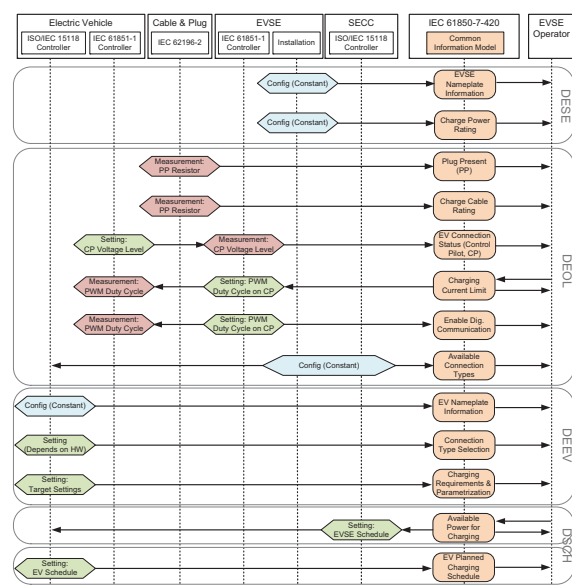 Electric Vehicle
Cable & Plug
EVSE
SECC
IEC 61850-7-420
EVSE
Operator
ISO/IEC 15118
Controller
IEC 61851-1
Controller
IEC 62196-2
IEC 61851-1
Controller
Installation
ISO/IEC 15118
Controller
Common
Information Model
Config (Constant)
EVSE
Nameplate
Information
DESE
Config (Constant)
Charge Power
Rating
Measurement:
PP Resistor
Plug Present
(PP)
DEOL
Measurement:
PP Resistor
Charge Cable
Rating
Setting:
CP Voltage Level
Measurement:
CP Voltage Level
EV Connection
Status (Control
Pilot, CP)
Measurement:
PWM Duty Cycle
Setting: PWM
Duty Cycle on CP
Charging
Current Limit
Measurement:
PWM Duty Cycle
Setting: PWM
Duty Cycle on CP
Enable Dig.
Communication
Config (Constant)
Available
Connection
Types
Config (Constant)
EV Nameplate
Information
DEEV
Setting
(Depends on HW)
Connection
Type Selection
Setting:
Target Settings
Charging
Requirements &
Parametrization
Setting:
EVSE Schedule
Available
Power for
Charging
DSCH
Setting:
EV Schedule
EV Planned
Charging
Schedule